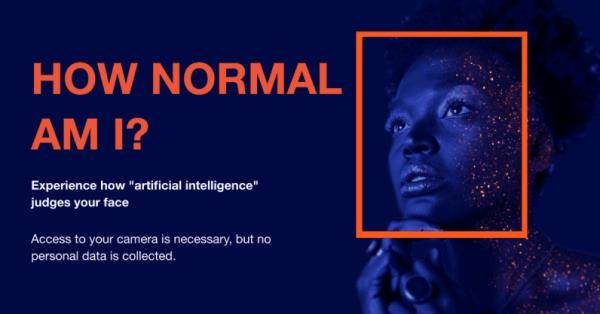 HOW NORMAL
AM I?
Experience how "artificial intelligence"
judges your face
Access to your camera is necessary, but no
personal data is collected.